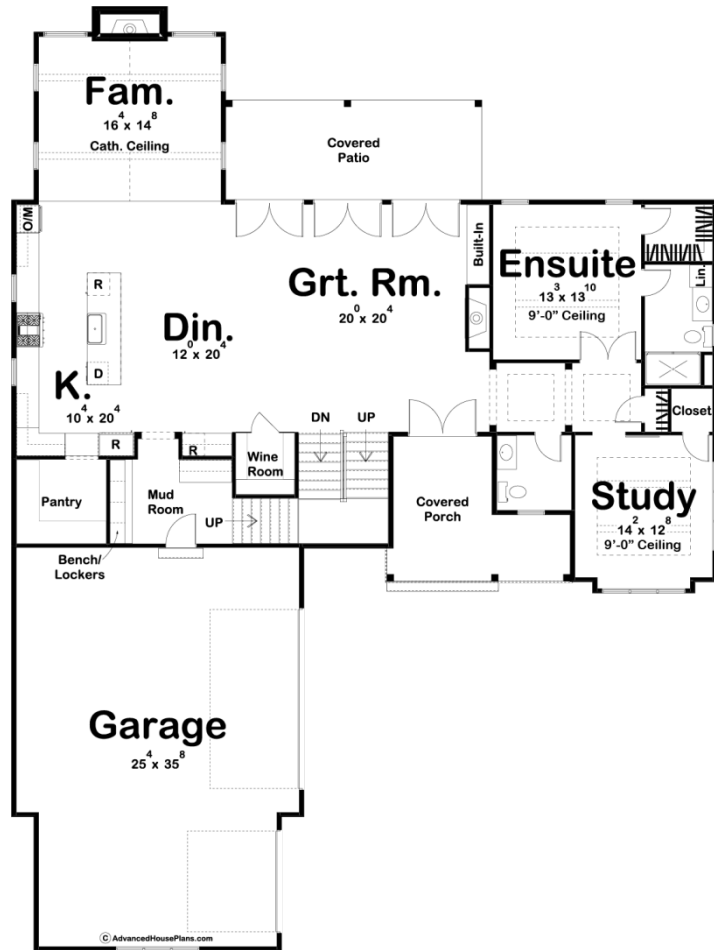 Fam.
16⁴ x 14⁸
Cath. Ceiling
Covered
Patio
O/M
R
D
K.
10⁴ x 20⁴
Din.
12⁰ x 20⁴
Grt. Rm.
20⁰ x 20⁴
Built-In
Ensuite
13³ x 13¹⁰
9'-0" Ceiling
Lin.
Closet
R
R
Pantry
Mud
Room
Wine
Room
DN
UP
UP
Bench/
Lockers
Covered
Porch
Study
14² x 12⁸
9'-0" Ceiling
Garage
25⁴ x 35⁸
© AdvancedHousePlans.com